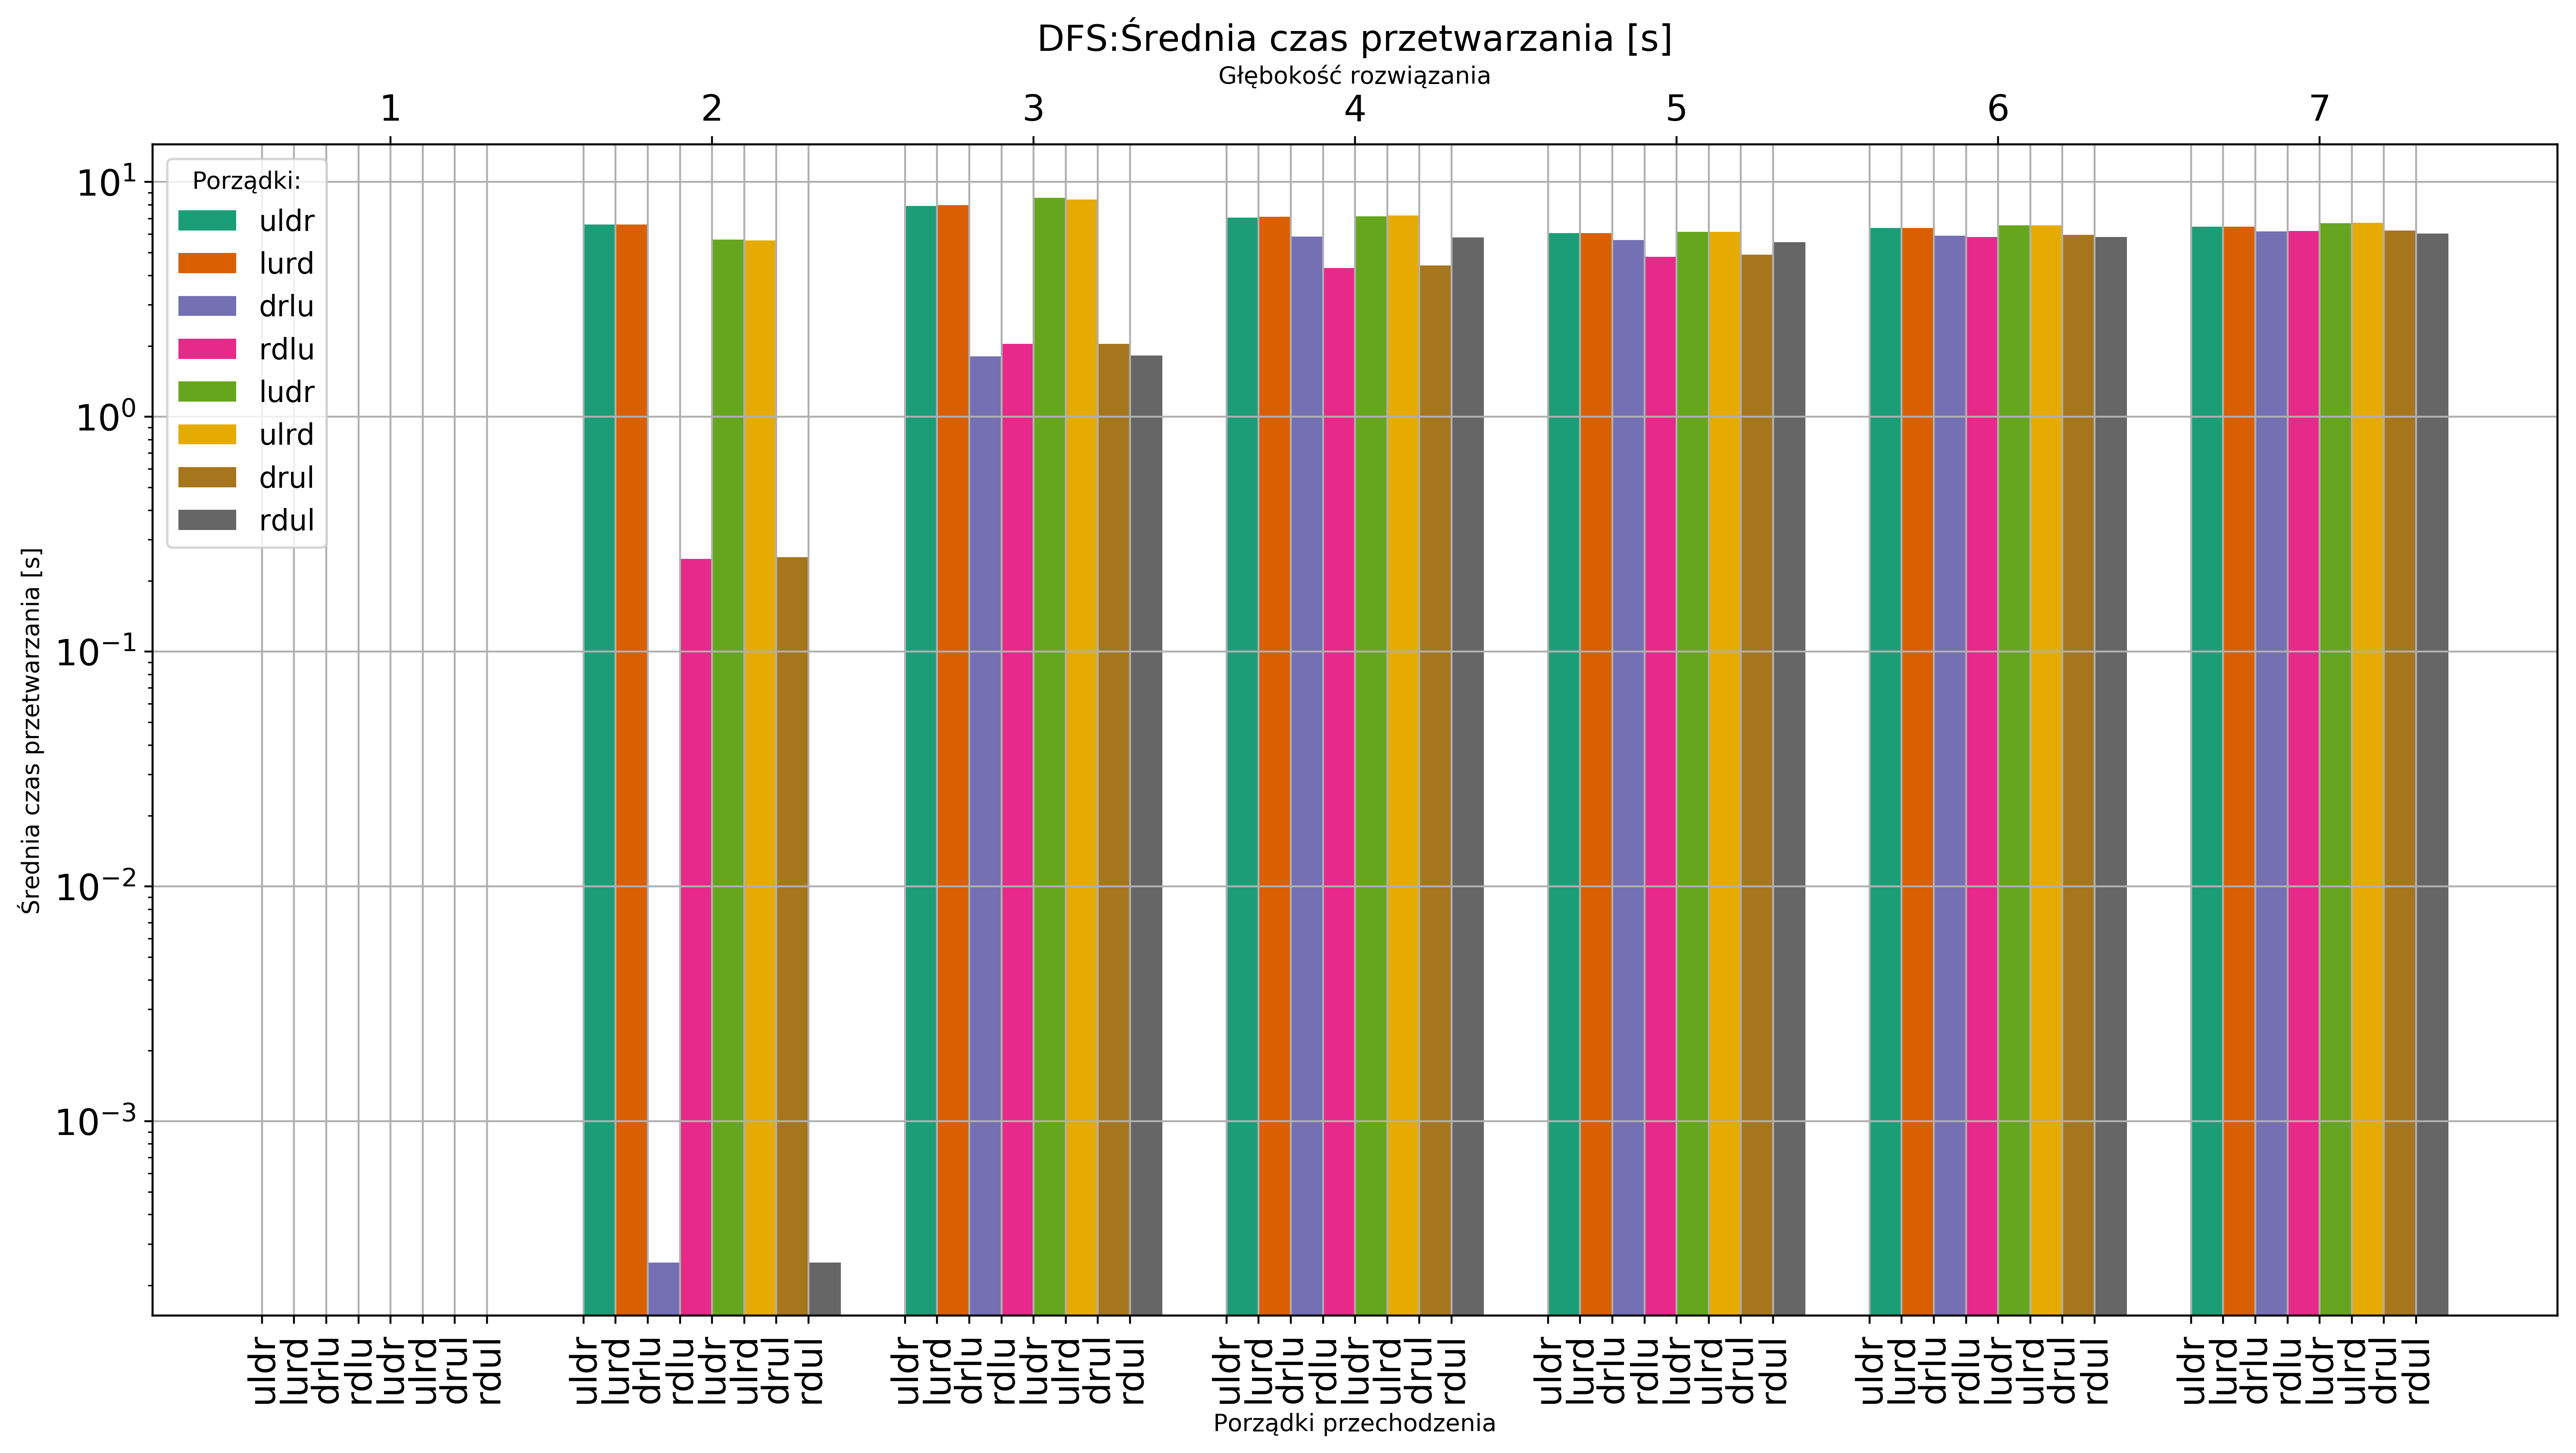 DFS:Średnia czas przetwarzania [s]
Głębokość rozwiązania
1 2 3 4 5 6 7
Porządki:
uldr
lurd
drlu
rdlu
ludr
ulrd
drul
rdul
10¹
10⁰
10⁻¹
10⁻²
10⁻³
Średnia czas przetwarzania [s]
uldr lurd drlu rdlu ludr ulrd drul rdul uldr lurd drlu rdlu ludr ulrd drul rdul uldr lurd drlu rdlu ludr ulrd drul rdul uldr lurd drlu rdlu ludr ulrd drul rdul uldr lurd drlu rdlu ludr ulrd drul rdul uldr lurd drlu rdlu ludr ulrd drul rdul uldr lurd drlu rdlu ludr ulrd drul rdul
Porządki przechodzenia